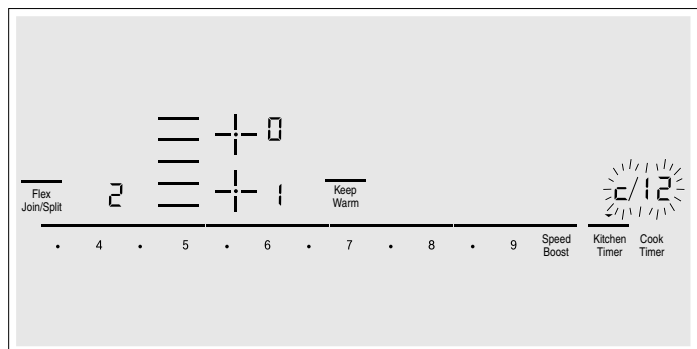 0
Flex
Join/Split
2
1
Keep
Warm
c/12
. 4 . 5 . 6 . 7 . 8 . 9
Speed
Boost
Kitchen
Timer
Cook
Timer